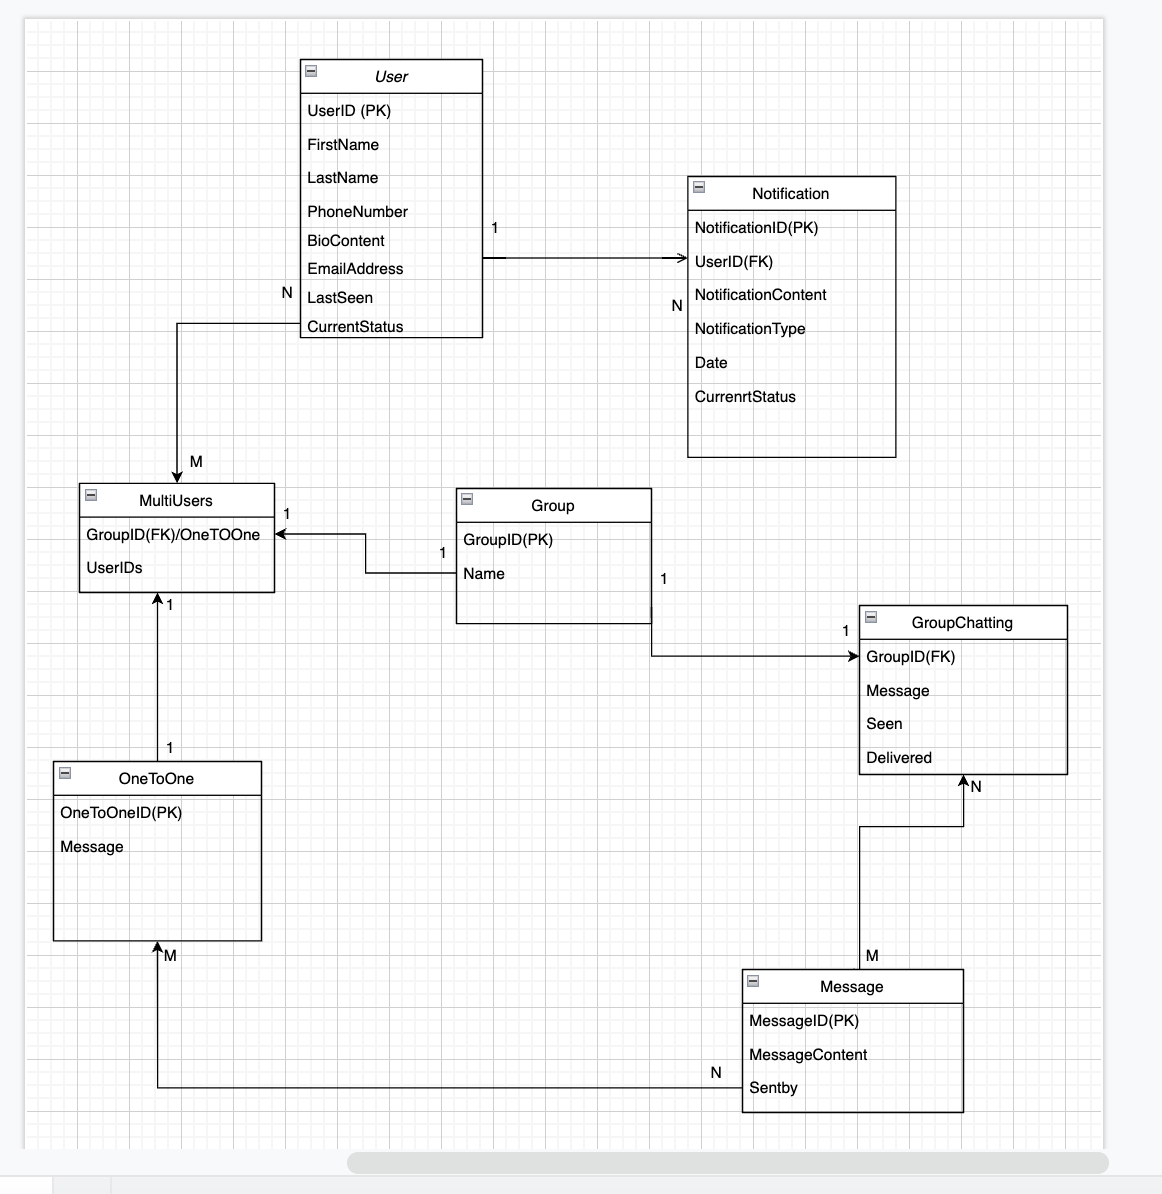 User
UserID (PK)
FirstName
LastName
PhoneNumber
BioContent
EmailAddress
LastSeen
CurrentStatus
1
N
N
M
Notification
NotificationID(PK)
UserID(FK)
NotificationContent
NotificationType
Date
CurrenrtStatus
MultiUsers
GroupID(FK)/OneTOOne
UserIDs
1
1
1
Group
GroupID(PK)
Name
1
1
GroupChatting
GroupID(FK)
Message
Seen
Delivered
N
1
OneToOne
OneToOneID(PK)
Message
M
M
N
Message
MessageID(PK)
MessageContent
Sentby